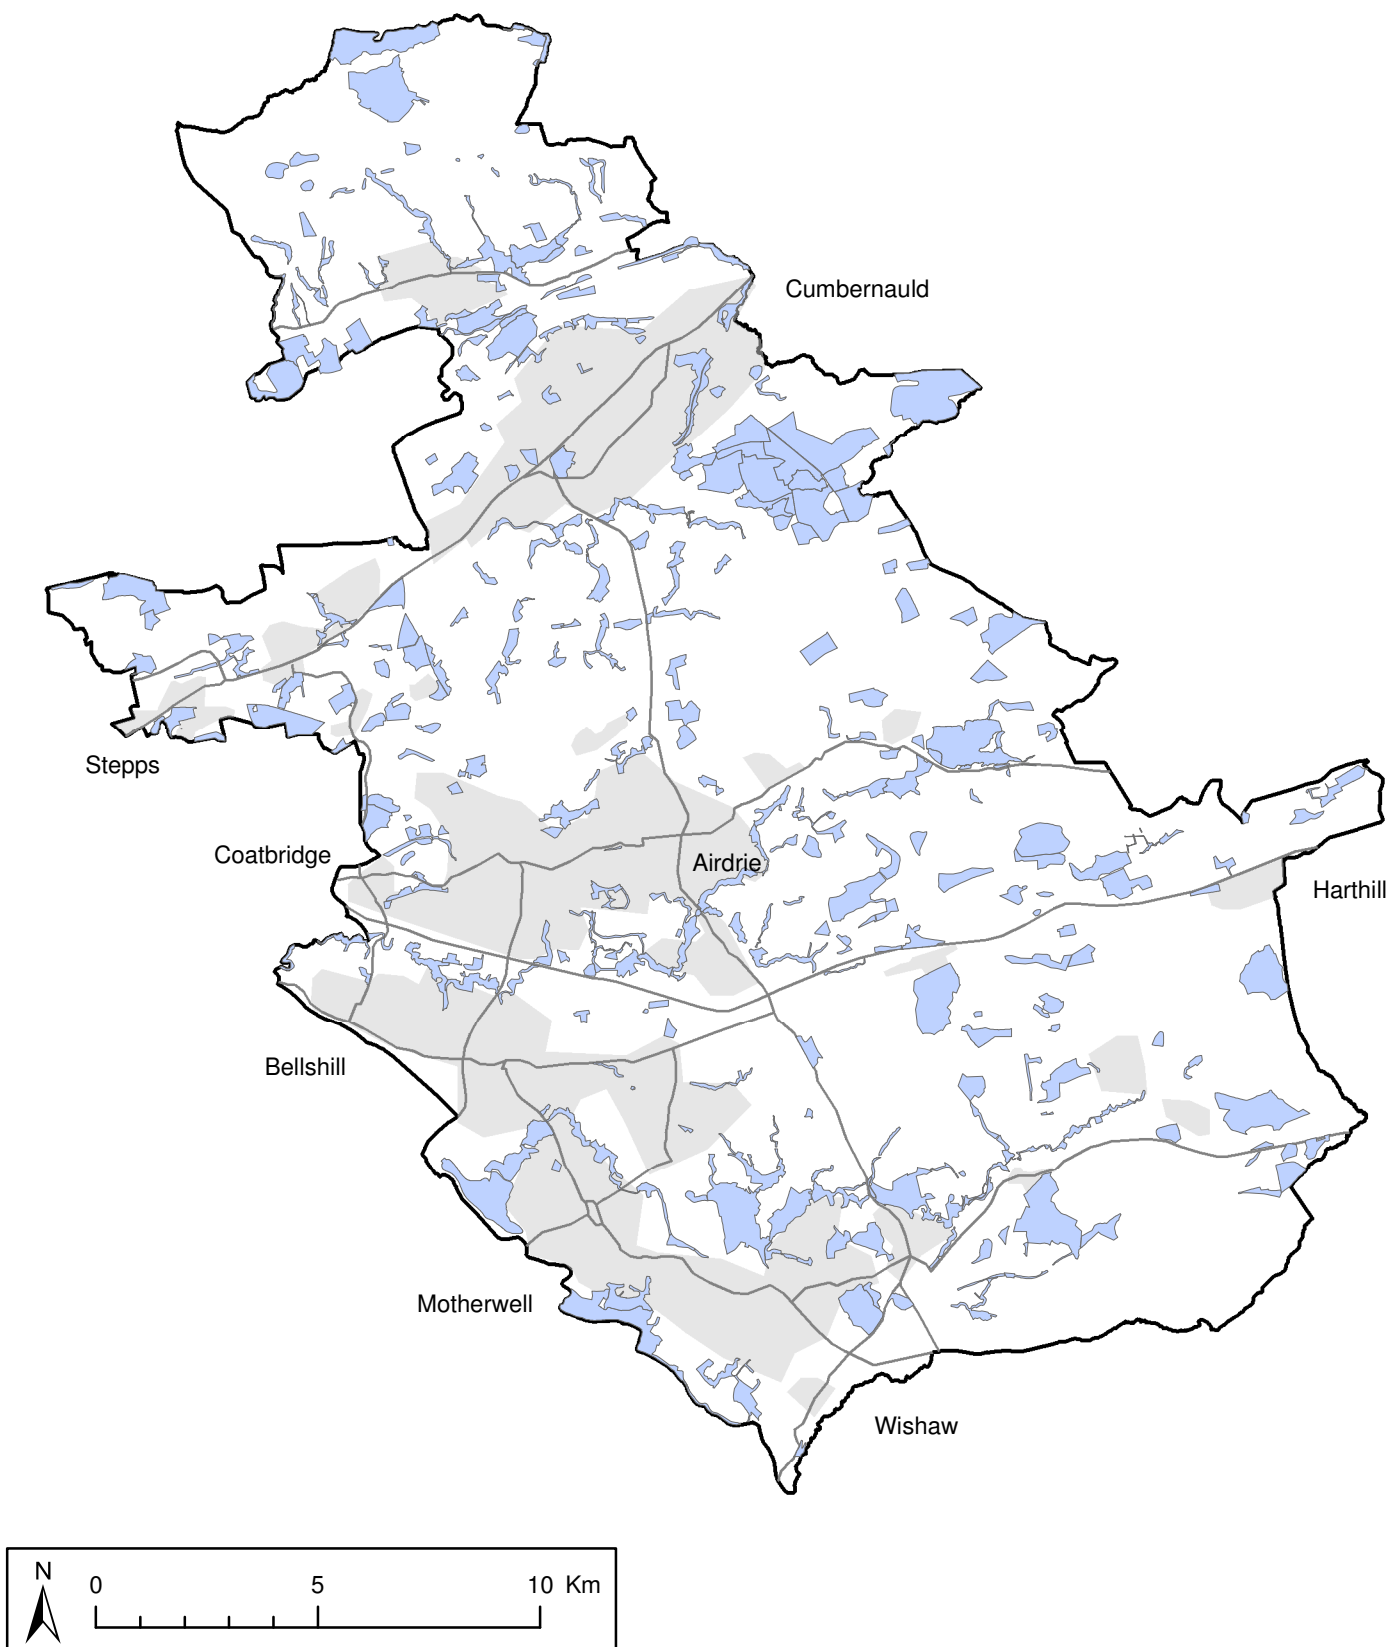 Cumbernauld
Stepps
Coatbridge
Airdrie
Harthill
Bellshill
Motherwell
Wishaw
N
0 5 10 Km